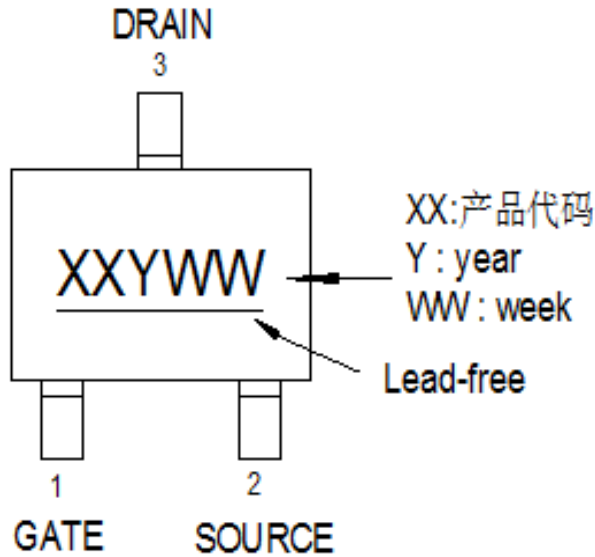 DRAIN
3
XXYWW
XX:产品代码
Y : year
WW : week
Lead-free
1
2
GATE
SOURCE